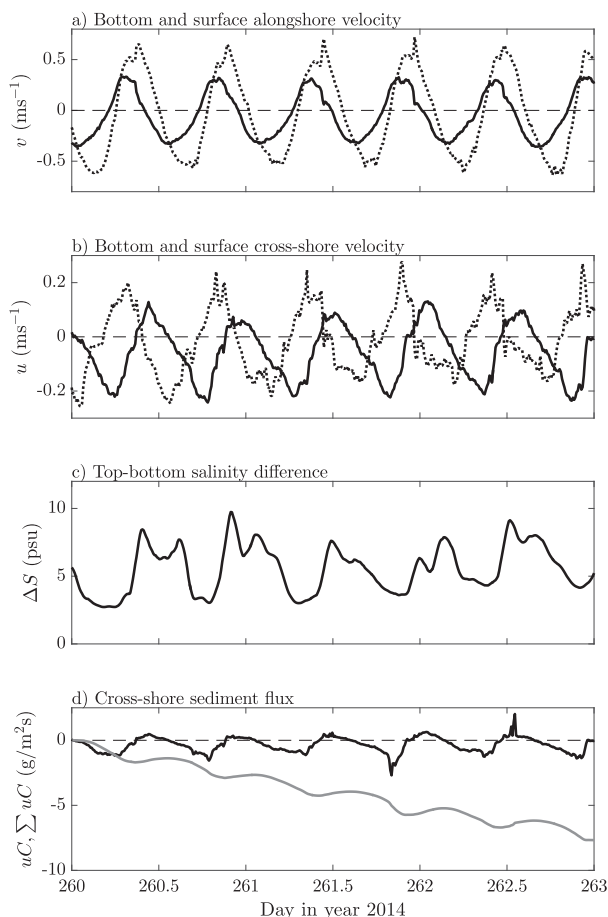 a) Bottom and surface alongshore velocity
0.5
0
-0.5
v (ms⁻¹)
b) Bottom and surface cross-shore velocity
0.2
0
-0.2
u (ms⁻¹)
c) Top-bottom salinity difference
10
5
0
ΔS (psu)
d) Cross-shore sediment flux
0
-5
-10
uC, ∑ uC (g/m²s)
260 260.5 261 261.5 262 262.5 263
Day in year 2014